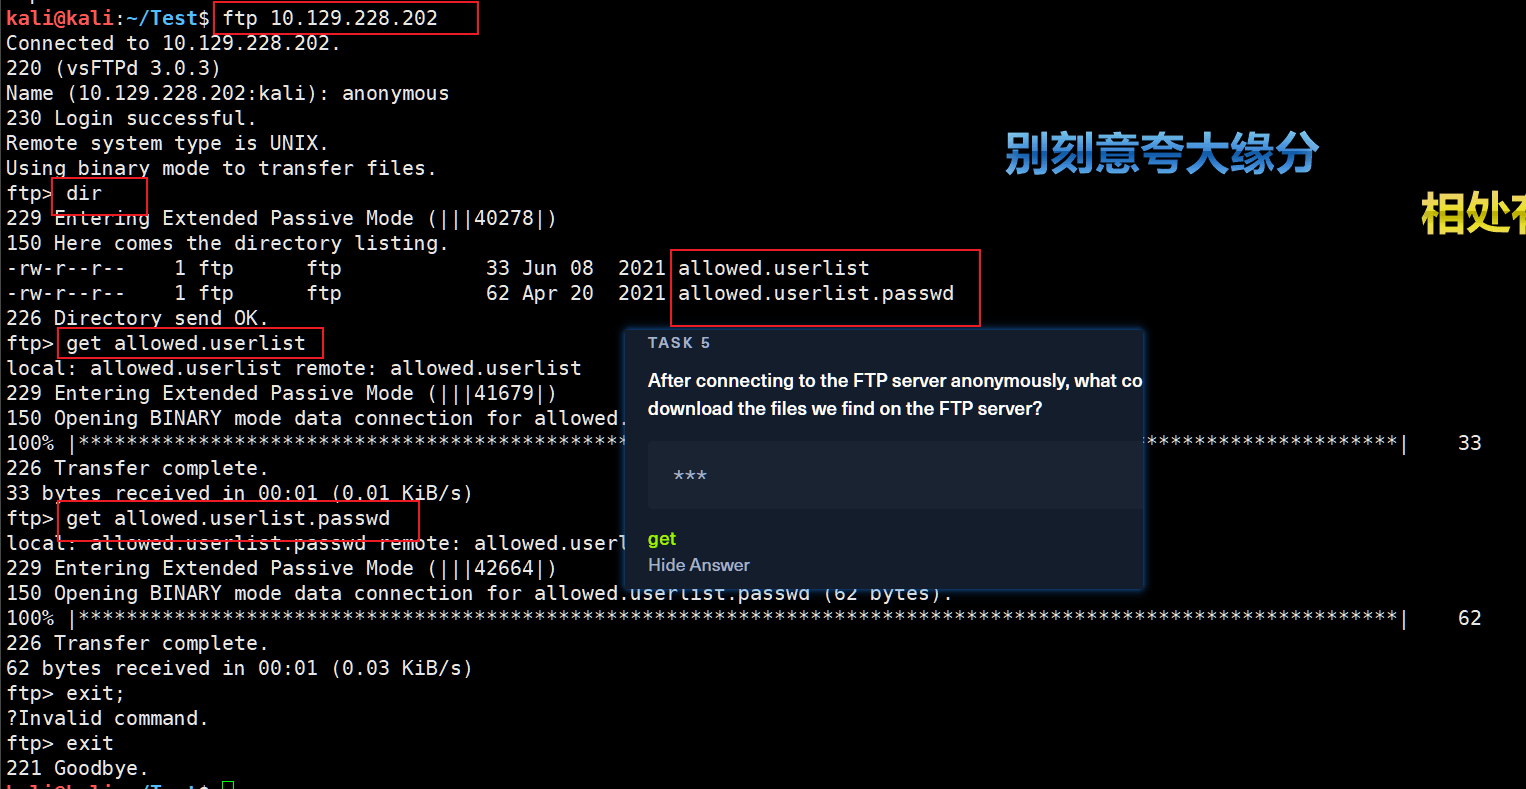 kali@kali:~/Test$ ftp 10.129.228.202
Connected to 10.129.228.202.
220 (vsFTPd 3.0.3)
Name (10.129.228.202:kali): anonymous
230 Login successful.
Remote system type is UNIX.
Using binary mode to transfer files.
ftp> dir
229 Entering Extended Passive Mode (|||40278|)
150 Here comes the directory listing.
-rw-r--r--    1 ftp      ftp            33 Jun 08  2021 allowed.userlist
-rw-r--r--    1 ftp      ftp            62 Apr 20  2021 allowed.userlist.passwd
226 Directory send OK.
ftp> get allowed.userlist
local: allowed.userlist remote: allowed.userlist
229 Entering Extended Passive Mode (|||41679|)
150 Opening BINARY mode data connection for allowed.
100% |***********************************************************************| 33
226 Transfer complete.
33 bytes received in 00:01 (0.01 KiB/s)
ftp> get allowed.userlist.passwd
local: allowed.userlist.passwd remote: allowed.userl
229 Entering Extended Passive Mode (|||42664|)
150 Opening BINARY mode data connection for allowed.userlist.passwd (62 bytes).
100% |**************************************************************************************************************| 62
226 Transfer complete.
62 bytes received in 00:01 (0.03 KiB/s)
ftp> exit;
?Invalid command.
ftp> exit
221 Goodbye.
kali@kali:~/Test$
别刻意夸大缘分
相处
TASK 5
After connecting to the FTP server anonymously, what co
download the files we find on the FTP server?
***
get
Hide Answer